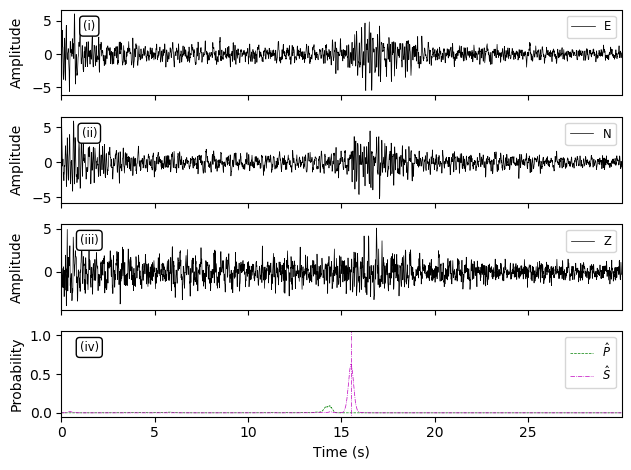 Amplitude
5
0
−5
(i)
E
Amplitude
5
0
−5
(ii)
N
Amplitude
5
0
(iii)
Z
Probability
1.0
0.5
0.0
(iv)
P̂
Ŝ
0 5 10 15 20 25
Time (s)